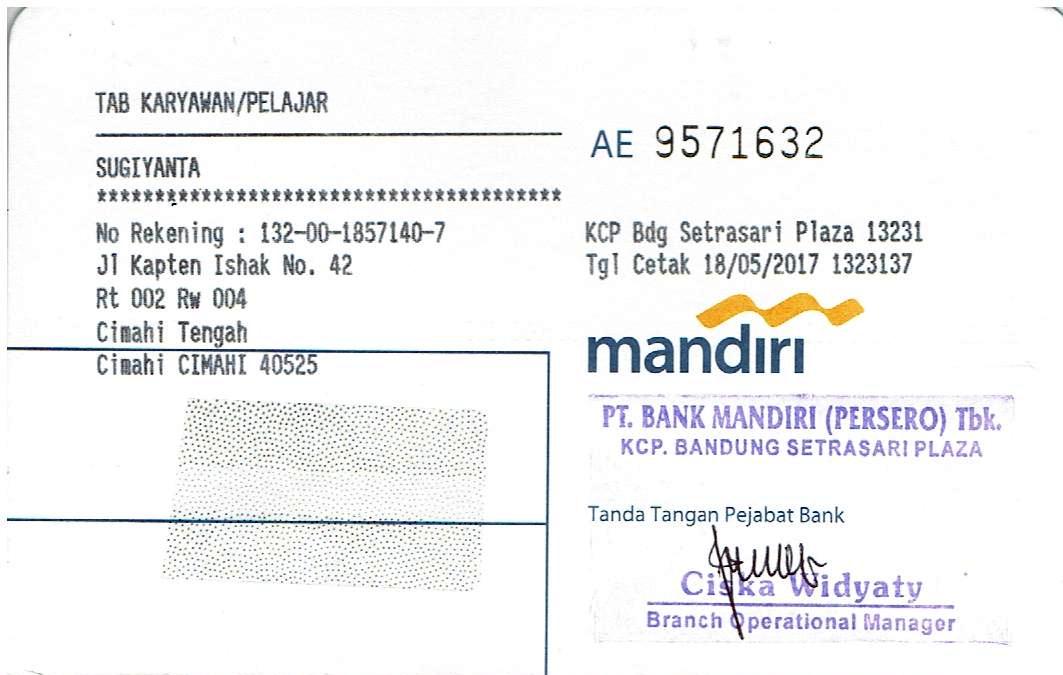 TAB KARYAWAN/PELAJAR
SUGIYANTA
*****************************************
No Rekening : 132-00-1857140-7
Jl Kapten Ishak No. 42
Rt 002 Rw 004
Cimahi Tengah
Cimahi CIMAHI 40525
AE 9571632
KCP Bdg Setrasari Plaza 13231
Tgl Cetak 18/05/2017 1323137
mandiri
PT. BANK MANDIRI (PERSERO) Tbk.
KCP. BANDUNG SETRASARI PLAZA
Tanda Tangan Pejabat Bank
Ciska Widyaty
Branch Operational Manager